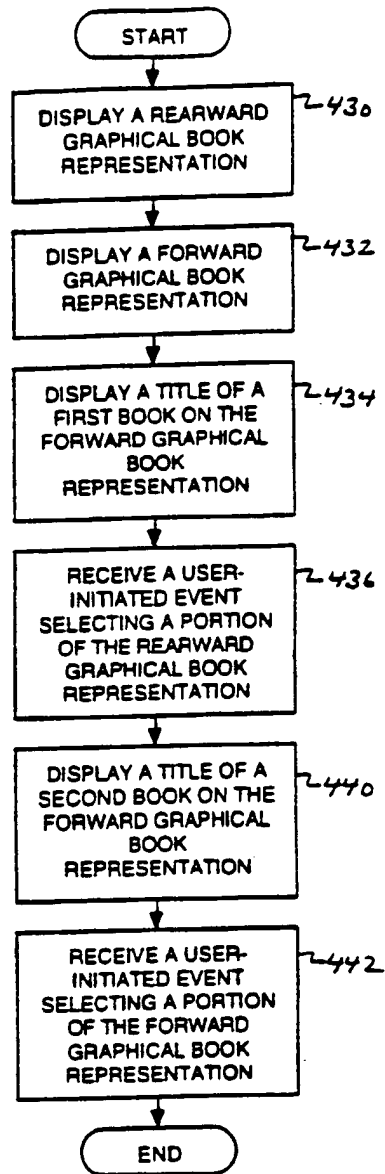 START
DISPLAY A REARWARD
GRAPHICAL BOOK
REPRESENTATION
430
DISPLAY A FORWARD
GRAPHICAL BOOK
REPRESENTATION
432
DISPLAY A TITLE OF A
FIRST BOOK ON THE
FORWARD GRAPHICAL
BOOK
REPRESENTATION
434
RECEIVE A USER-
INITIATED EVENT
SELECTING A PORTION
OF THE REARWARD
GRAPHICAL BOOK
REPRESENTATION
436
DISPLAY A TITLE OF A
SECOND BOOK ON THE
FORWARD GRAPHICAL
BOOK
REPRESENTATION
440
RECEIVE A USER-
INITIATED EVENT
SELECTING A PORTION
OF THE FORWARD
GRAPHICAL BOOK
REPRESENTATION
442
END